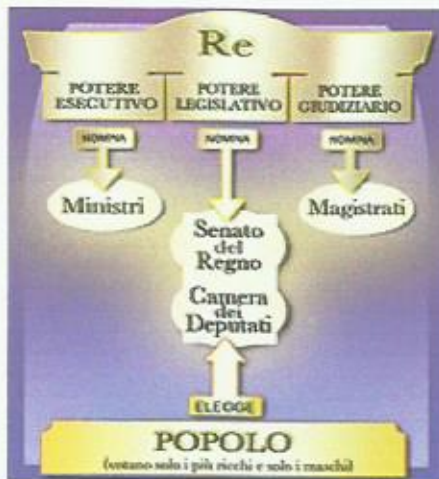 Re
POTERE ESECUTIVO
POTERE LEGISLATIVO
POTERE GIUDIZIARIO
NOMINA
NOMINA
NOMINA
Ministri
Magistrati
Senato
del
Regno
Camera
dei
Deputati
ELEGGE
POPOLO
(votano solo i più ricchi e solo i maschi)